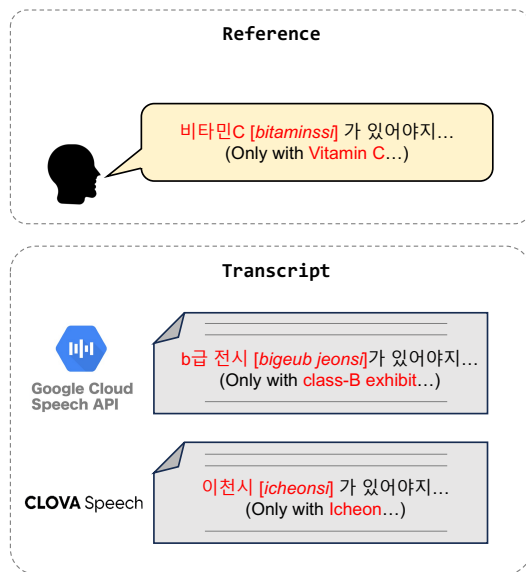 Reference
비타민C [bitaminssi] 가 있어야지…
(Only with Vitamin C…)
Transcript
Google Cloud
Speech API
b급 전시 [bigeub jeonsi]가 있어야지…
(Only with class-B exhibit…)
CLOVA Speech
이천시 [icheonsi] 가 있어야지…
(Only with Icheon…)